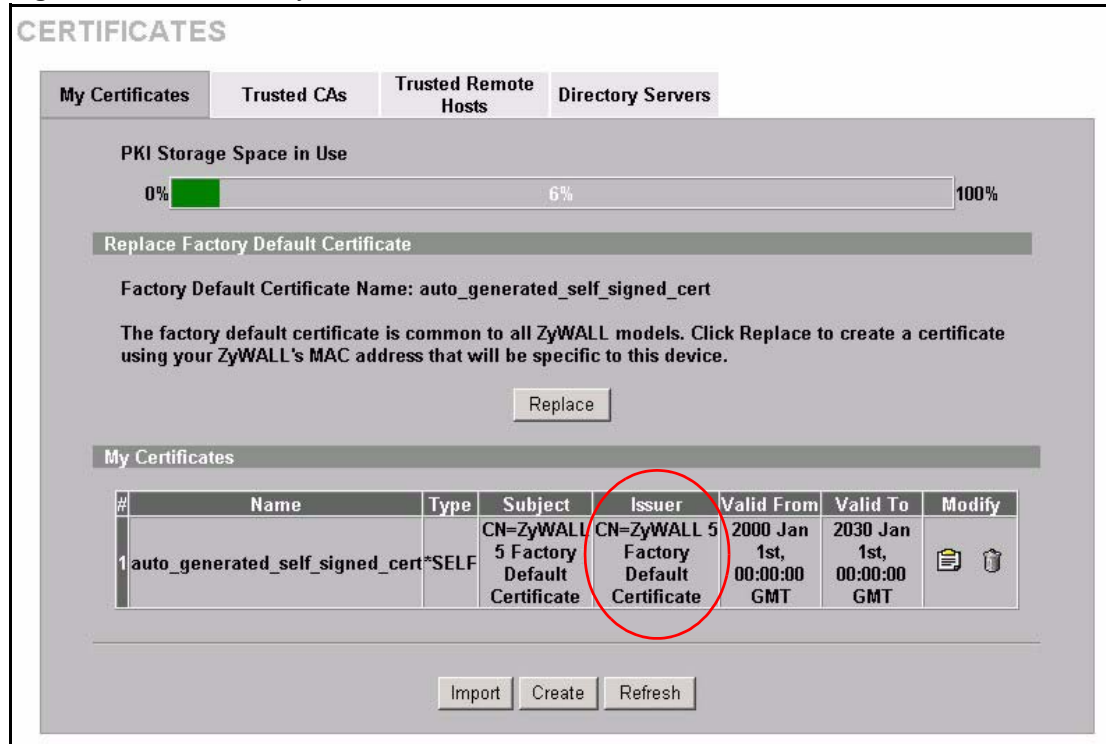 CERTIFICATES
My Certificates
Trusted CAs
Trusted Remote
Hosts
Directory Servers
PKI Storage Space in Use
0%
6%
100%
Replace Factory Default Certificate
Factory Default Certificate Name: auto_generated_self_signed_cert
The factory default certificate is common to all ZyWALL models. Click Replace to create a certificate
using your ZyWALL's MAC address that will be specific to this device.
Replace
My Certificates
# Name Type Subject Issuer Valid From Valid To Modify
1 auto_generated_self_signed_cert *SELF
CN=ZyWALL
5 Factory
Default
Certificate
CN=ZyWALL 5
Factory
Default
Certificate
2000 Jan
1st,
00:00:00
GMT
2030 Jan
1st,
00:00:00
GMT
Import Create Refresh